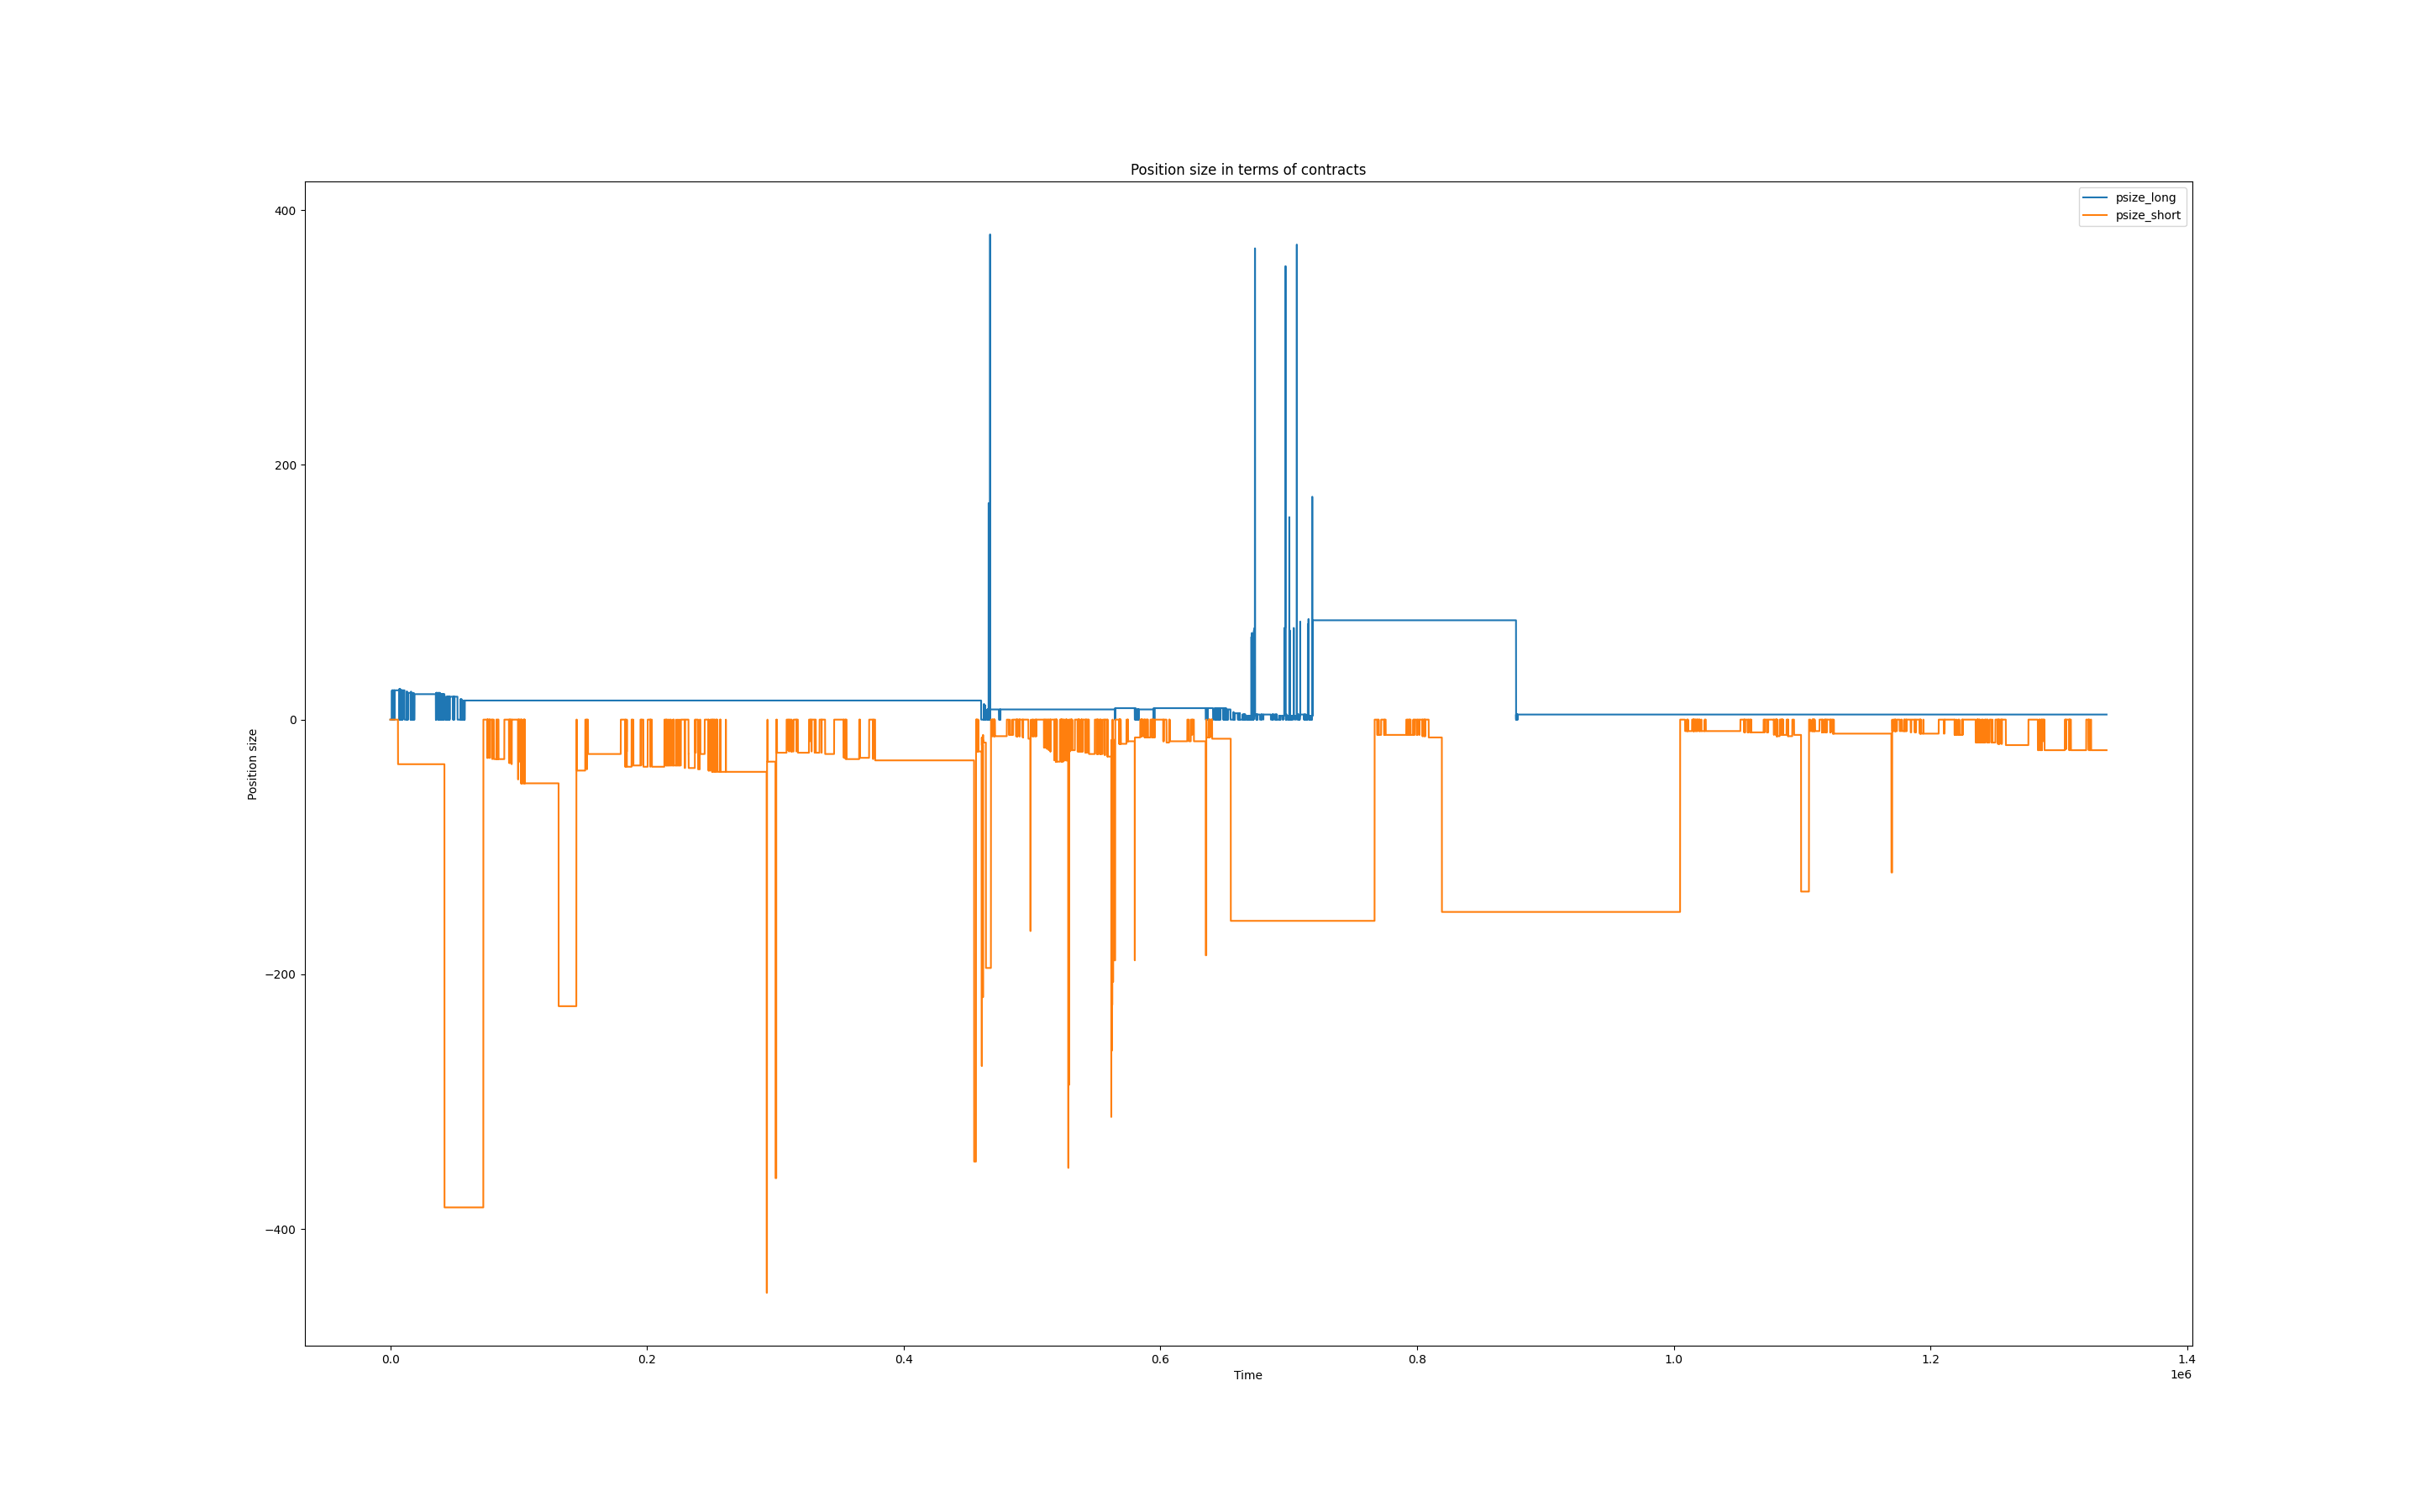 Position size in terms of contracts
psize_long
psize_short
400
200
0
−200
−400
Position size
0.0
0.2
0.4
0.6
0.8
1.0
1.2
1.4
Time
1e6